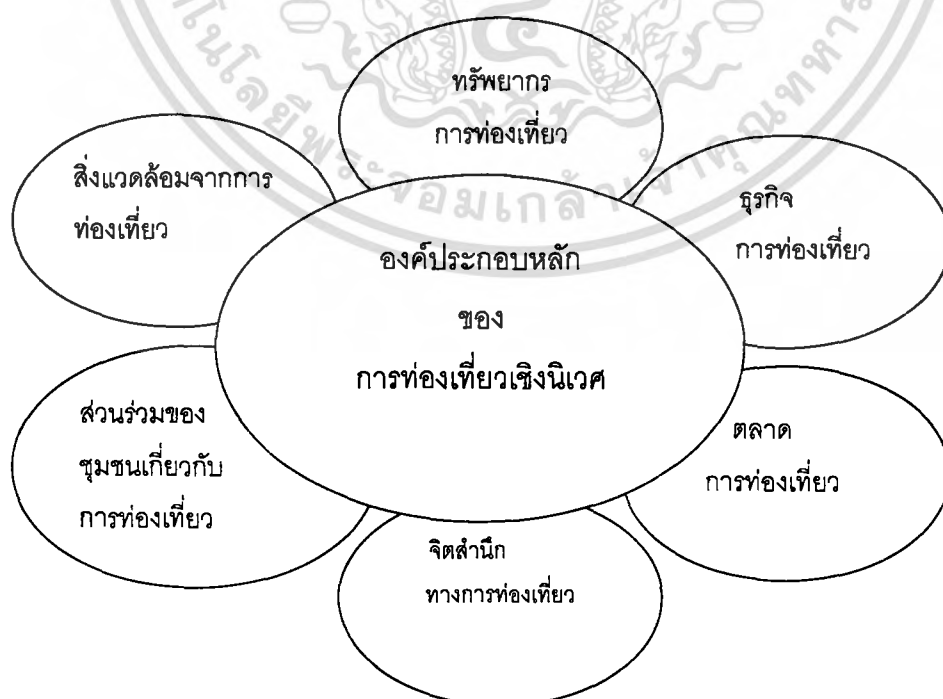 ทรัพยากร
การท่องเที่ยว
สิ่งแวดล้อมจากการ
ท่องเที่ยว
ธุรกิจ
การท่องเที่ยว
องค์ประกอบหลัก
ของ
การท่องเที่ยวเชิงนิเวศ
ส่วนร่วมของ
ชุมชนเกี่ยวกับ
การท่องเที่ยว
ตลาด
การท่องเที่ยว
จิตสำนึก
ทางการท่องเที่ยว